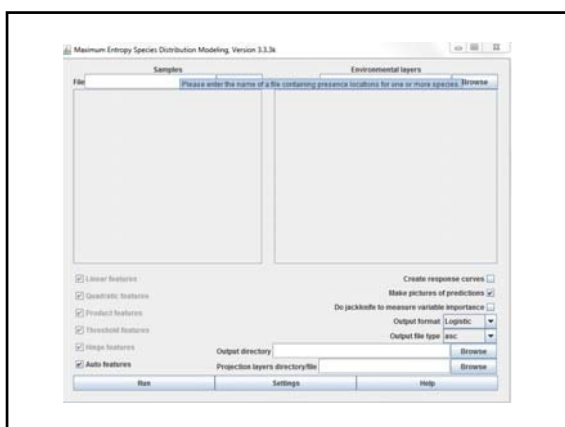 Maximum Entropy Species Distribution Modeling, Version 3.3.3k
Samples
Environmental layers
File
Please enter the name of a file containing presence locations for one or more species.
Browse
Linear features
Quadratic features
Product features
Threshold features
Hinge features
Auto features
Create response curves
Make pictures of predictions
Do jackknife to measure variable importance
Output format Logistic
Output file type asc
Output directory Browse
Projection layers directory/file Browse
Run Settings Help